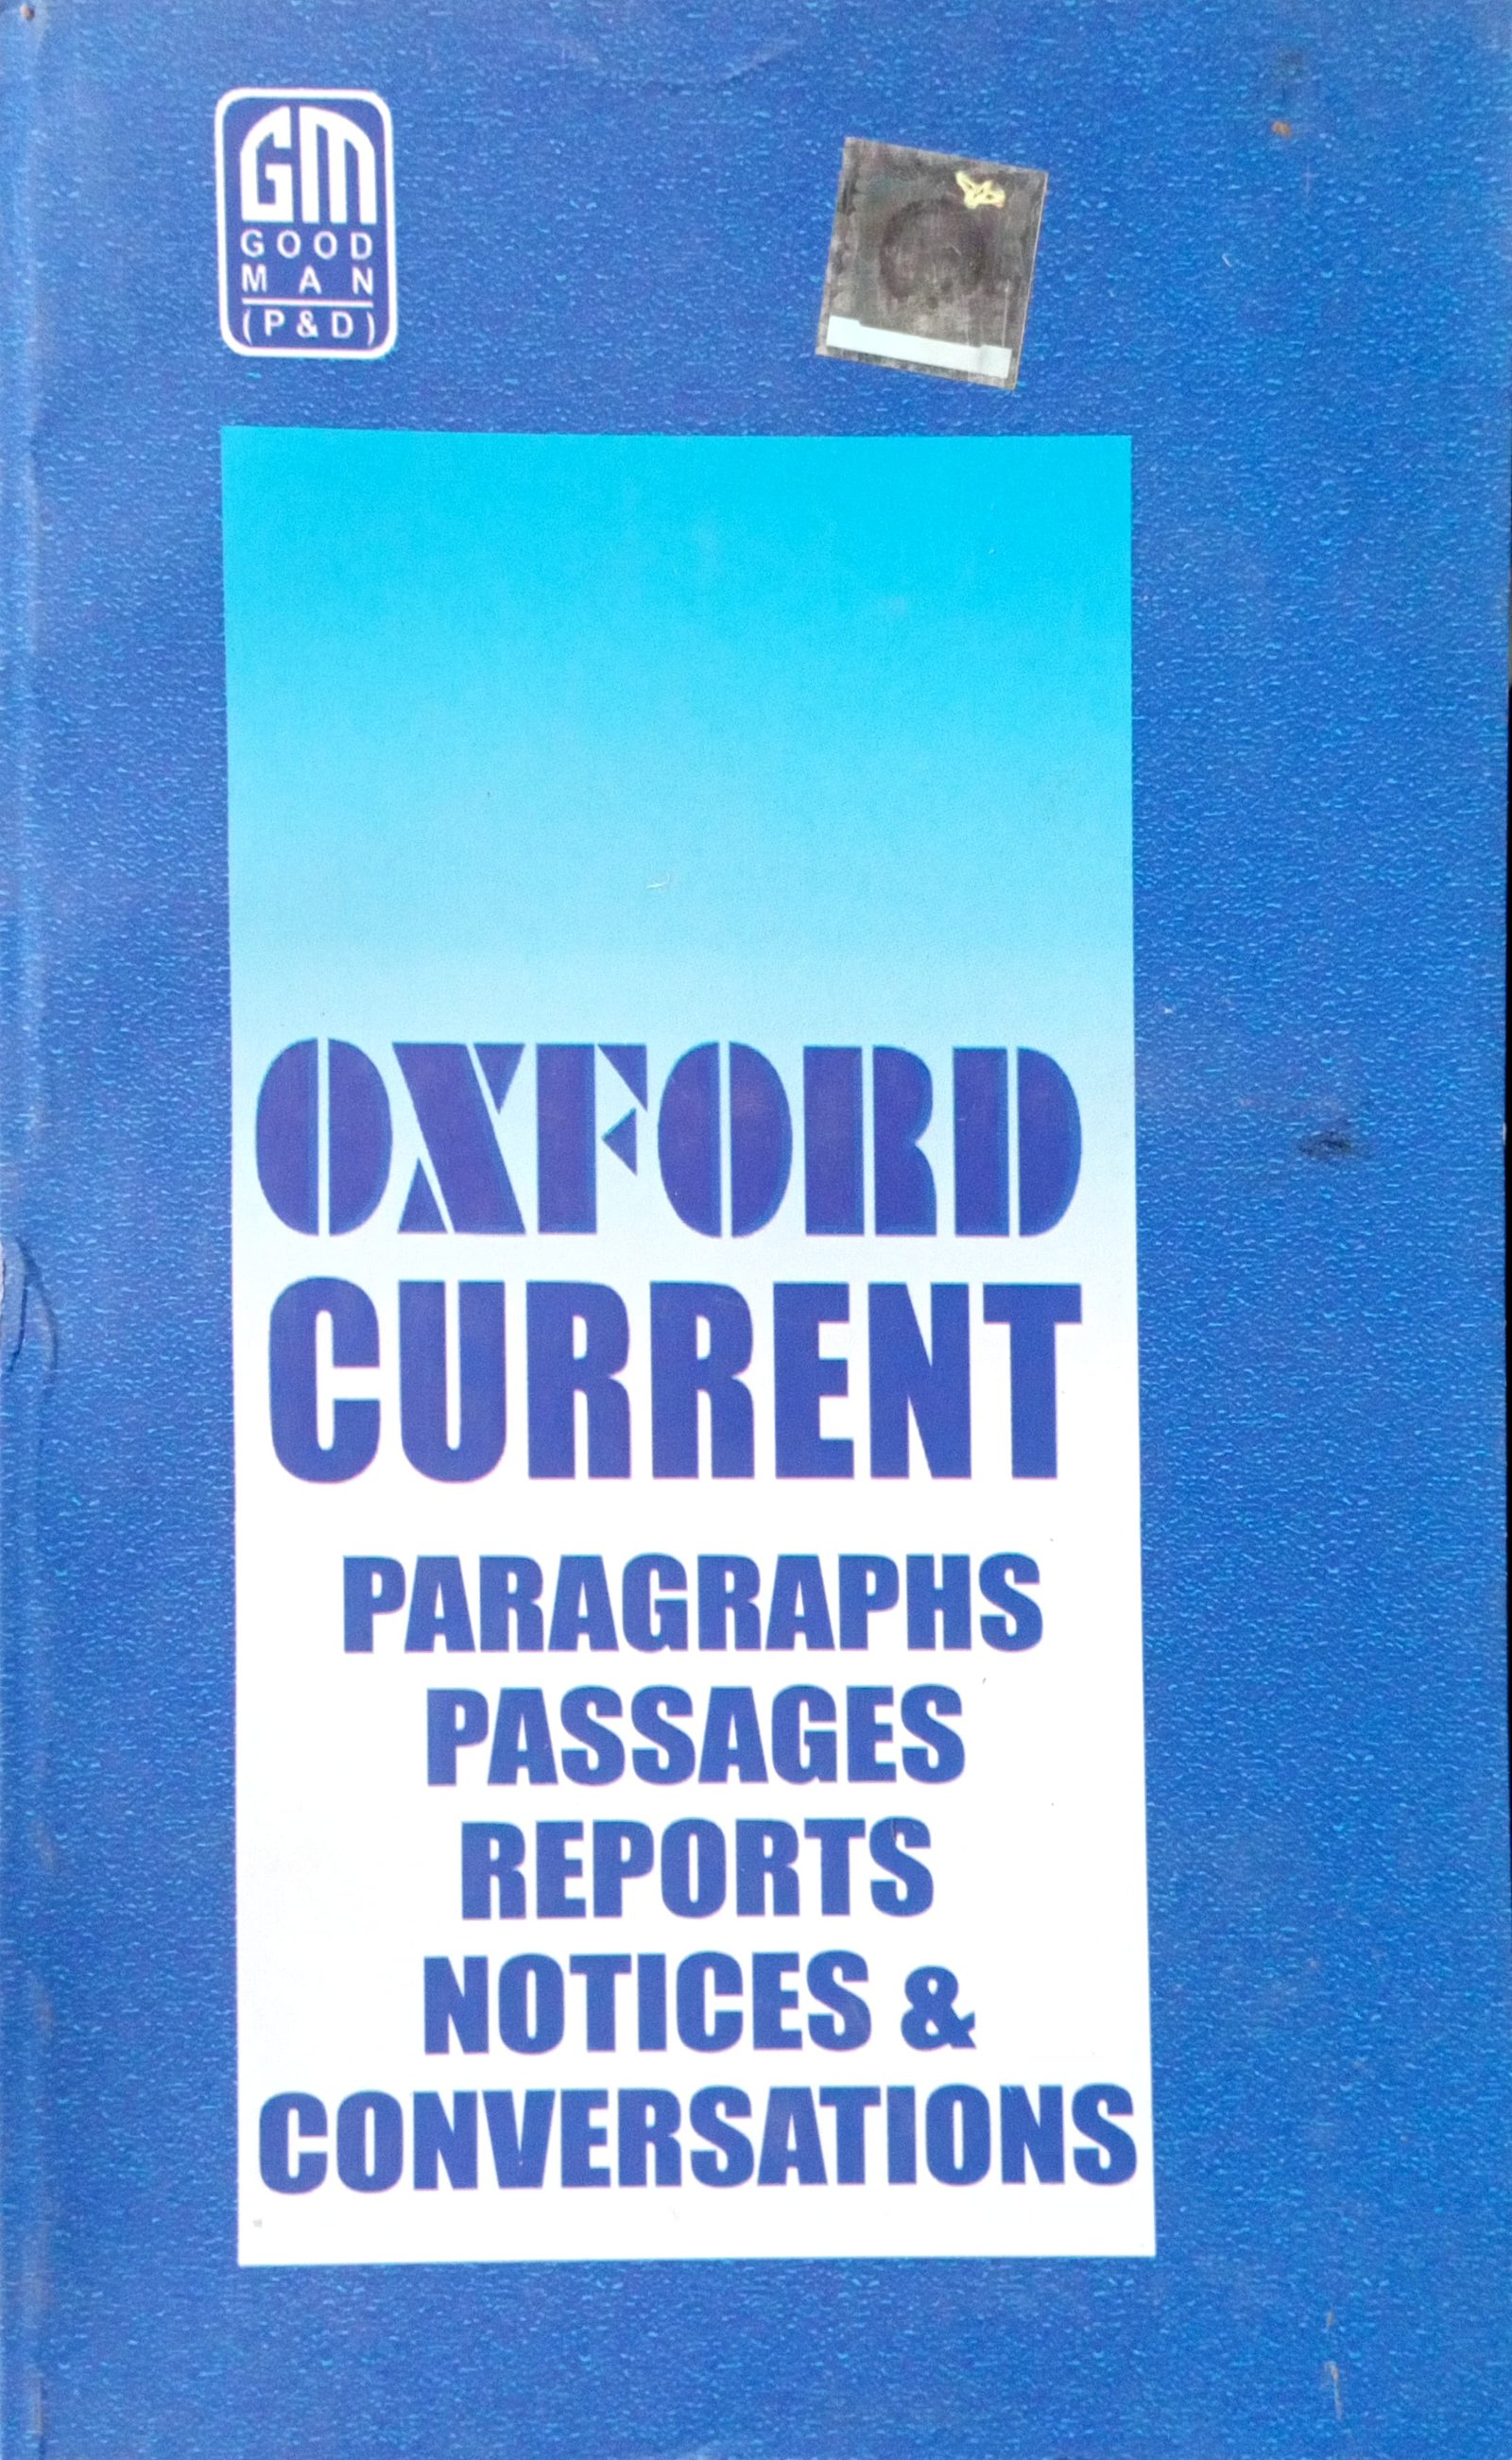 GM
GOOD
MAN
(P&D)
OXFORD
CURRENT
PARAGRAPHS
PASSAGES
REPORTS
NOTICES &
CONVERSATIONS